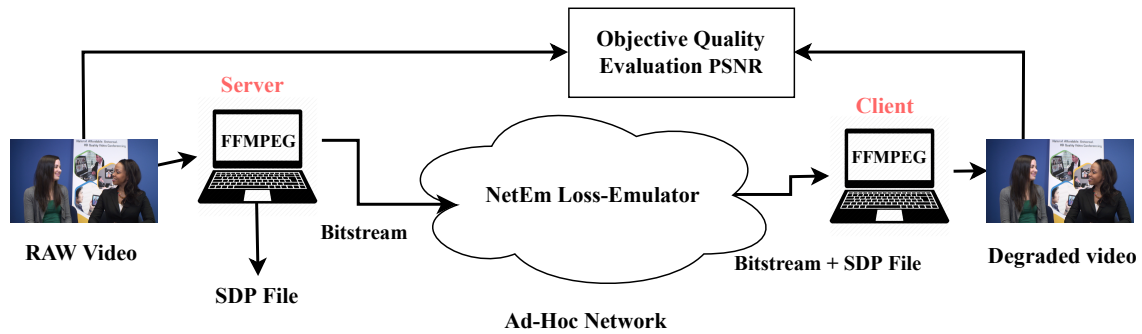 Objective Quality
Evaluation PSNR
Server
Client
FFMPEG
FFMPEG
NetEm Loss-Emulator
RAW Video
Bitstream
Bitstream + SDP File
Degraded video
SDP File
Ad-Hoc Network